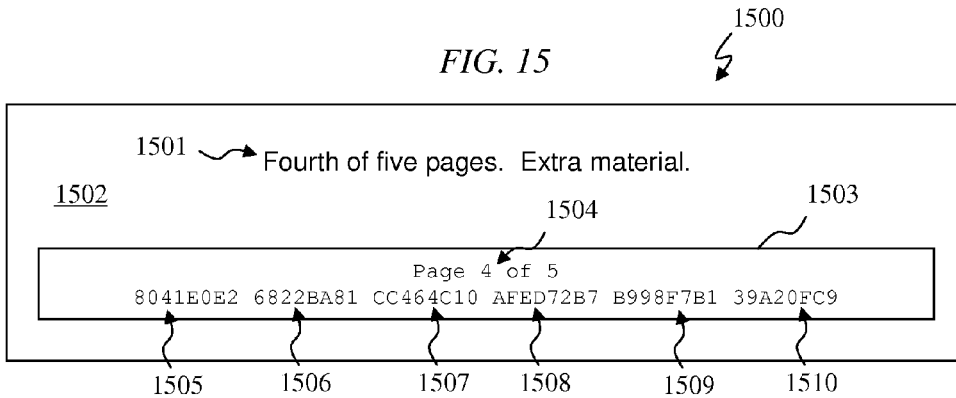 1500
FIG. 15
1501
Fourth of five pages. Extra material.
1502
1503
1504
Page 4 of 5
8041E0E2 6822BA81 CC464C10 AFED72B7 B998F7B1 39A20FC9
1505 1506 1507 1508 1509 1510